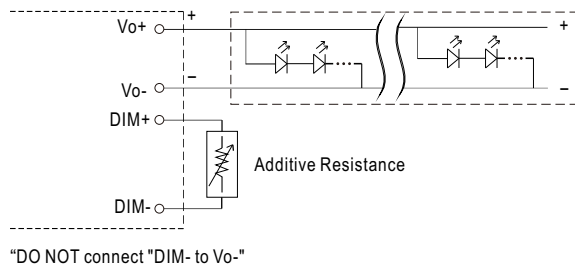 Vo+
+
+
Vo-
−
−
DIM+
Additive Resistance
DIM-
“DO NOT connect "DIM- to Vo-"